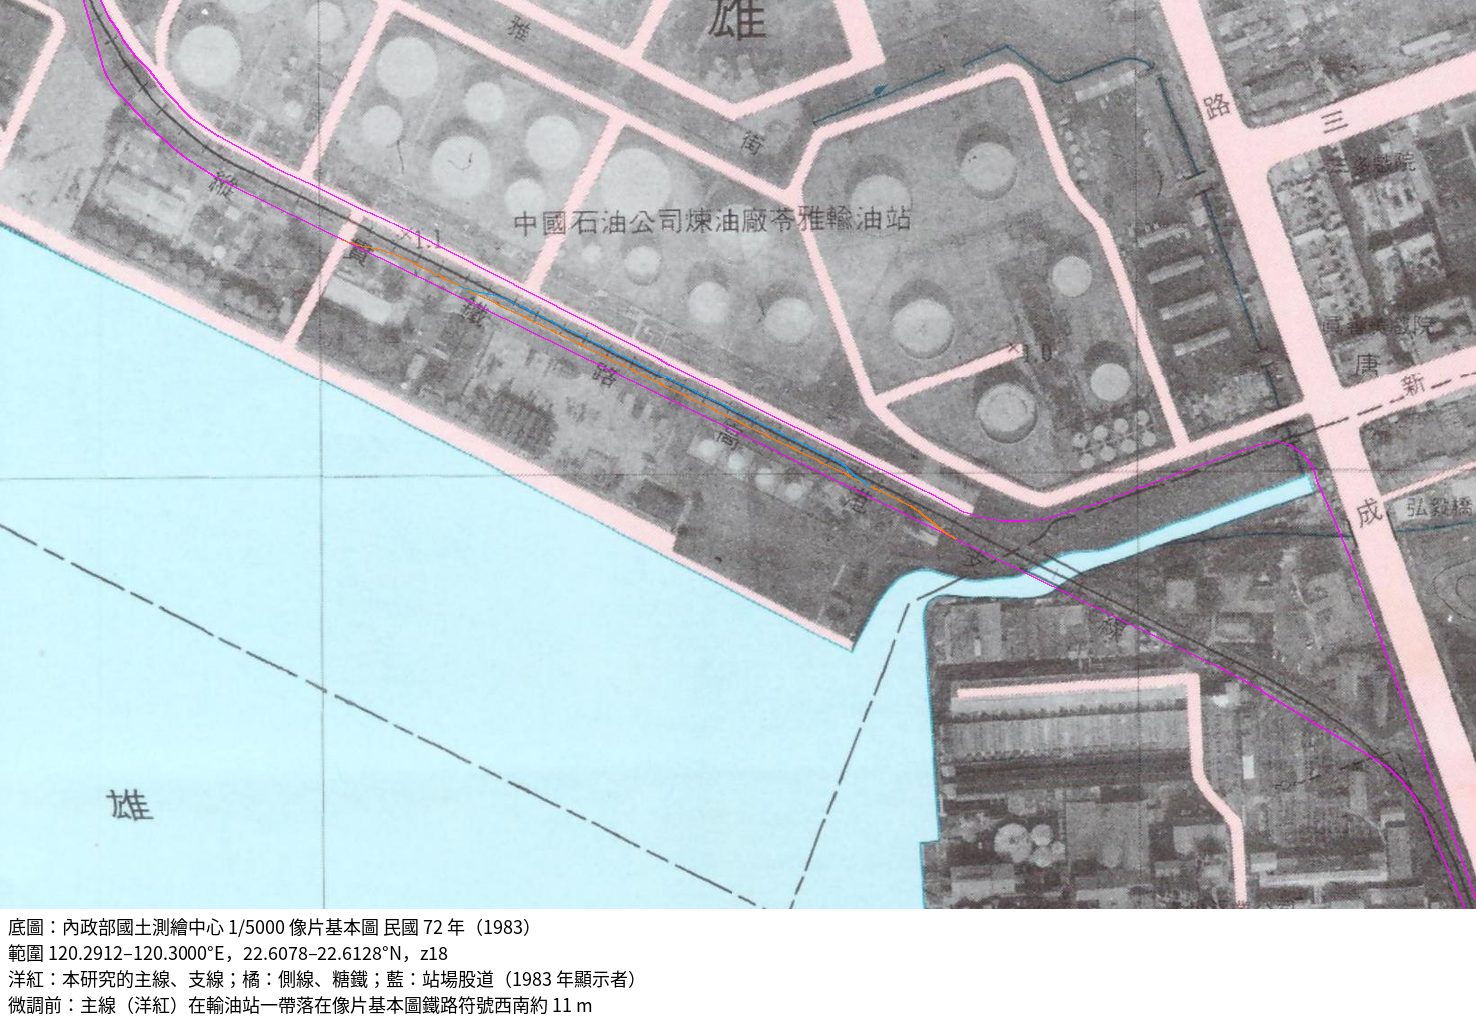 雄
雅
街
路
三
中國石油公司煉油廠苓雅輸油站
縱
貫
鐵
路
高
港
×1.1
×1.0
唐
新
成
弘毅橋
線
雄
底圖：內政部國土測繪中心 1/5000 像片基本圖 民國 72 年（1983）
範圍 120.2912–120.3000°E，22.6078–22.6128°N，z18
洋紅：本研究的主線、支線；橘：側線、糖鐵；藍：站場股道（1983 年顯示者）
微調前：主線（洋紅）在輸油站一帶落在像片基本圖鐵路符號西南約 11 m